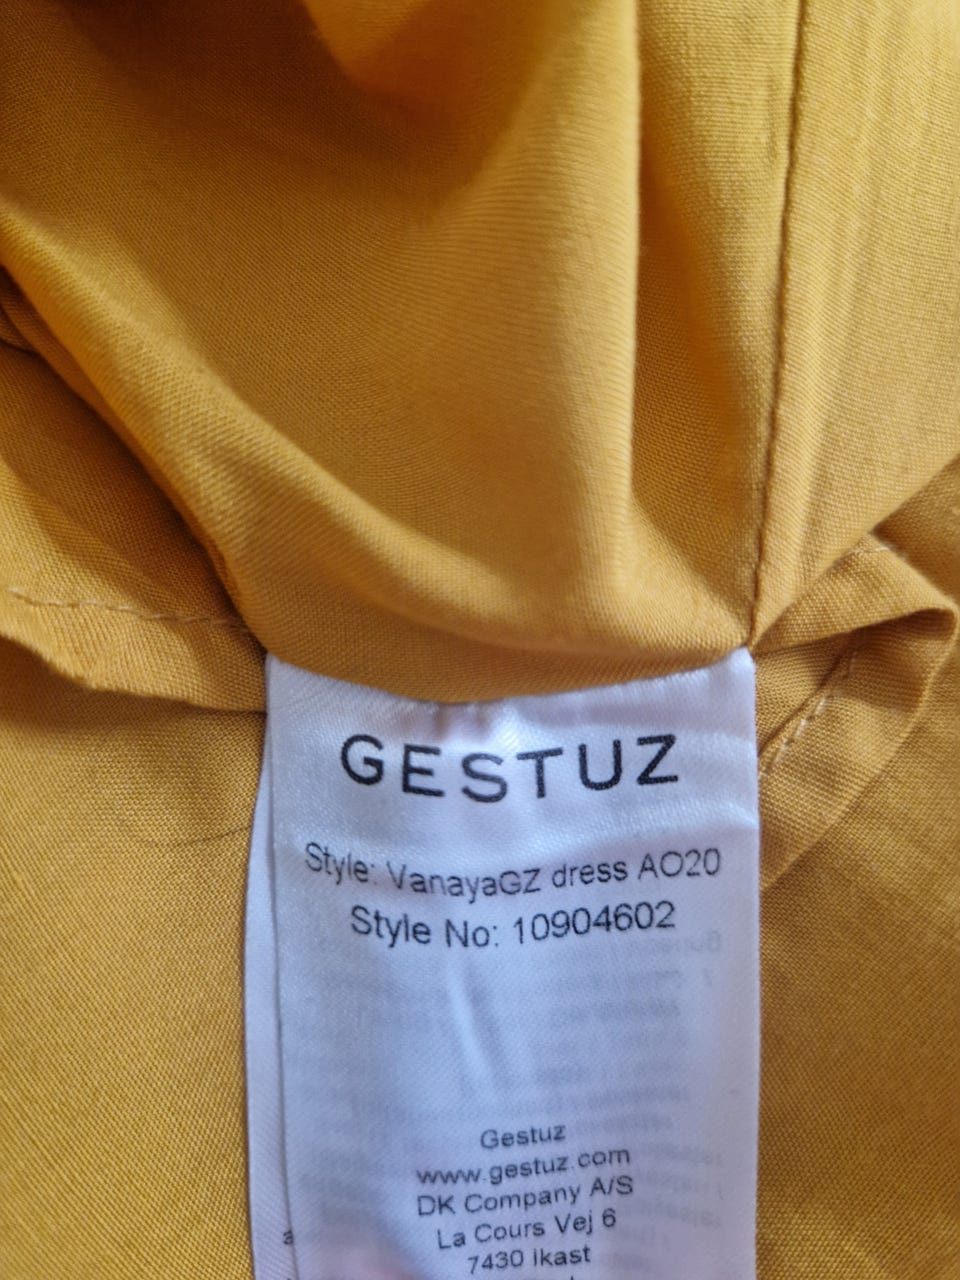 GESTUZ
Style: VanayaGZ dress AO20
Style No: 10904602
Gestuz
www.gestuz.com
DK Company A/S
La Cours Vej 6
7430 Ikast